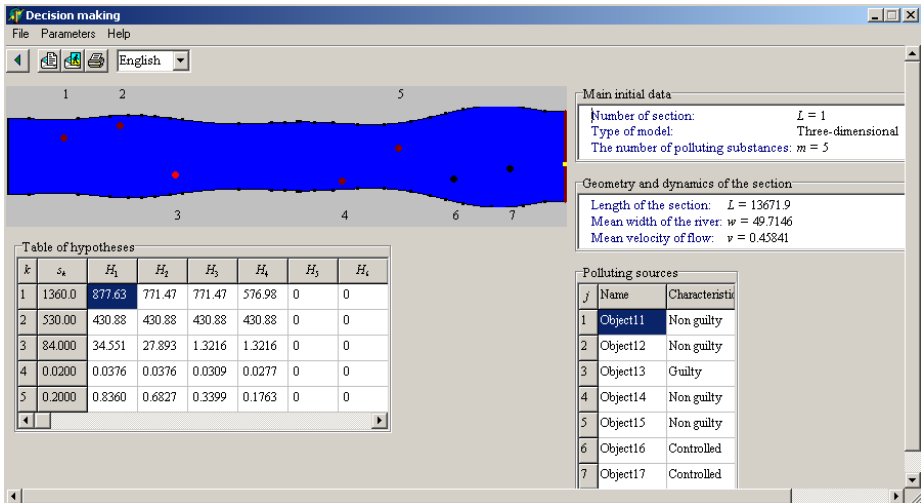 Decision making
File Parameters Help
English
1 2 5
3 4 6 7
Main initial data
Number of section: L = 1
Type of model: Three-dimensional
The number of polluting substances: m = 5
Geometry and dynamics of the section
Length of the section: L = 13671.9
Mean width of the river: w = 49.7146
Mean velocity of flow: v = 0.45841
Table of hypotheses
k sₖ H₁ H₂ H₃ H₄ H₅ H₆
1 1360.0 877.63 771.47 771.47 576.98 0 0
2 530.00 430.88 430.88 430.88 430.88 0 0
3 84.000 34.551 27.893 1.3216 1.3216 0 0
4 0.0200 0.0376 0.0376 0.0309 0.0277 0 0
5 0.2000 0.8360 0.6827 0.3399 0.1763 0 0
Polluting sources
j Name Characteristic
1 Object11 Non guilty
2 Object12 Non guilty
3 Object13 Guilty
4 Object14 Non guilty
5 Object15 Non guilty
6 Object16 Controlled
7 Object17 Controlled